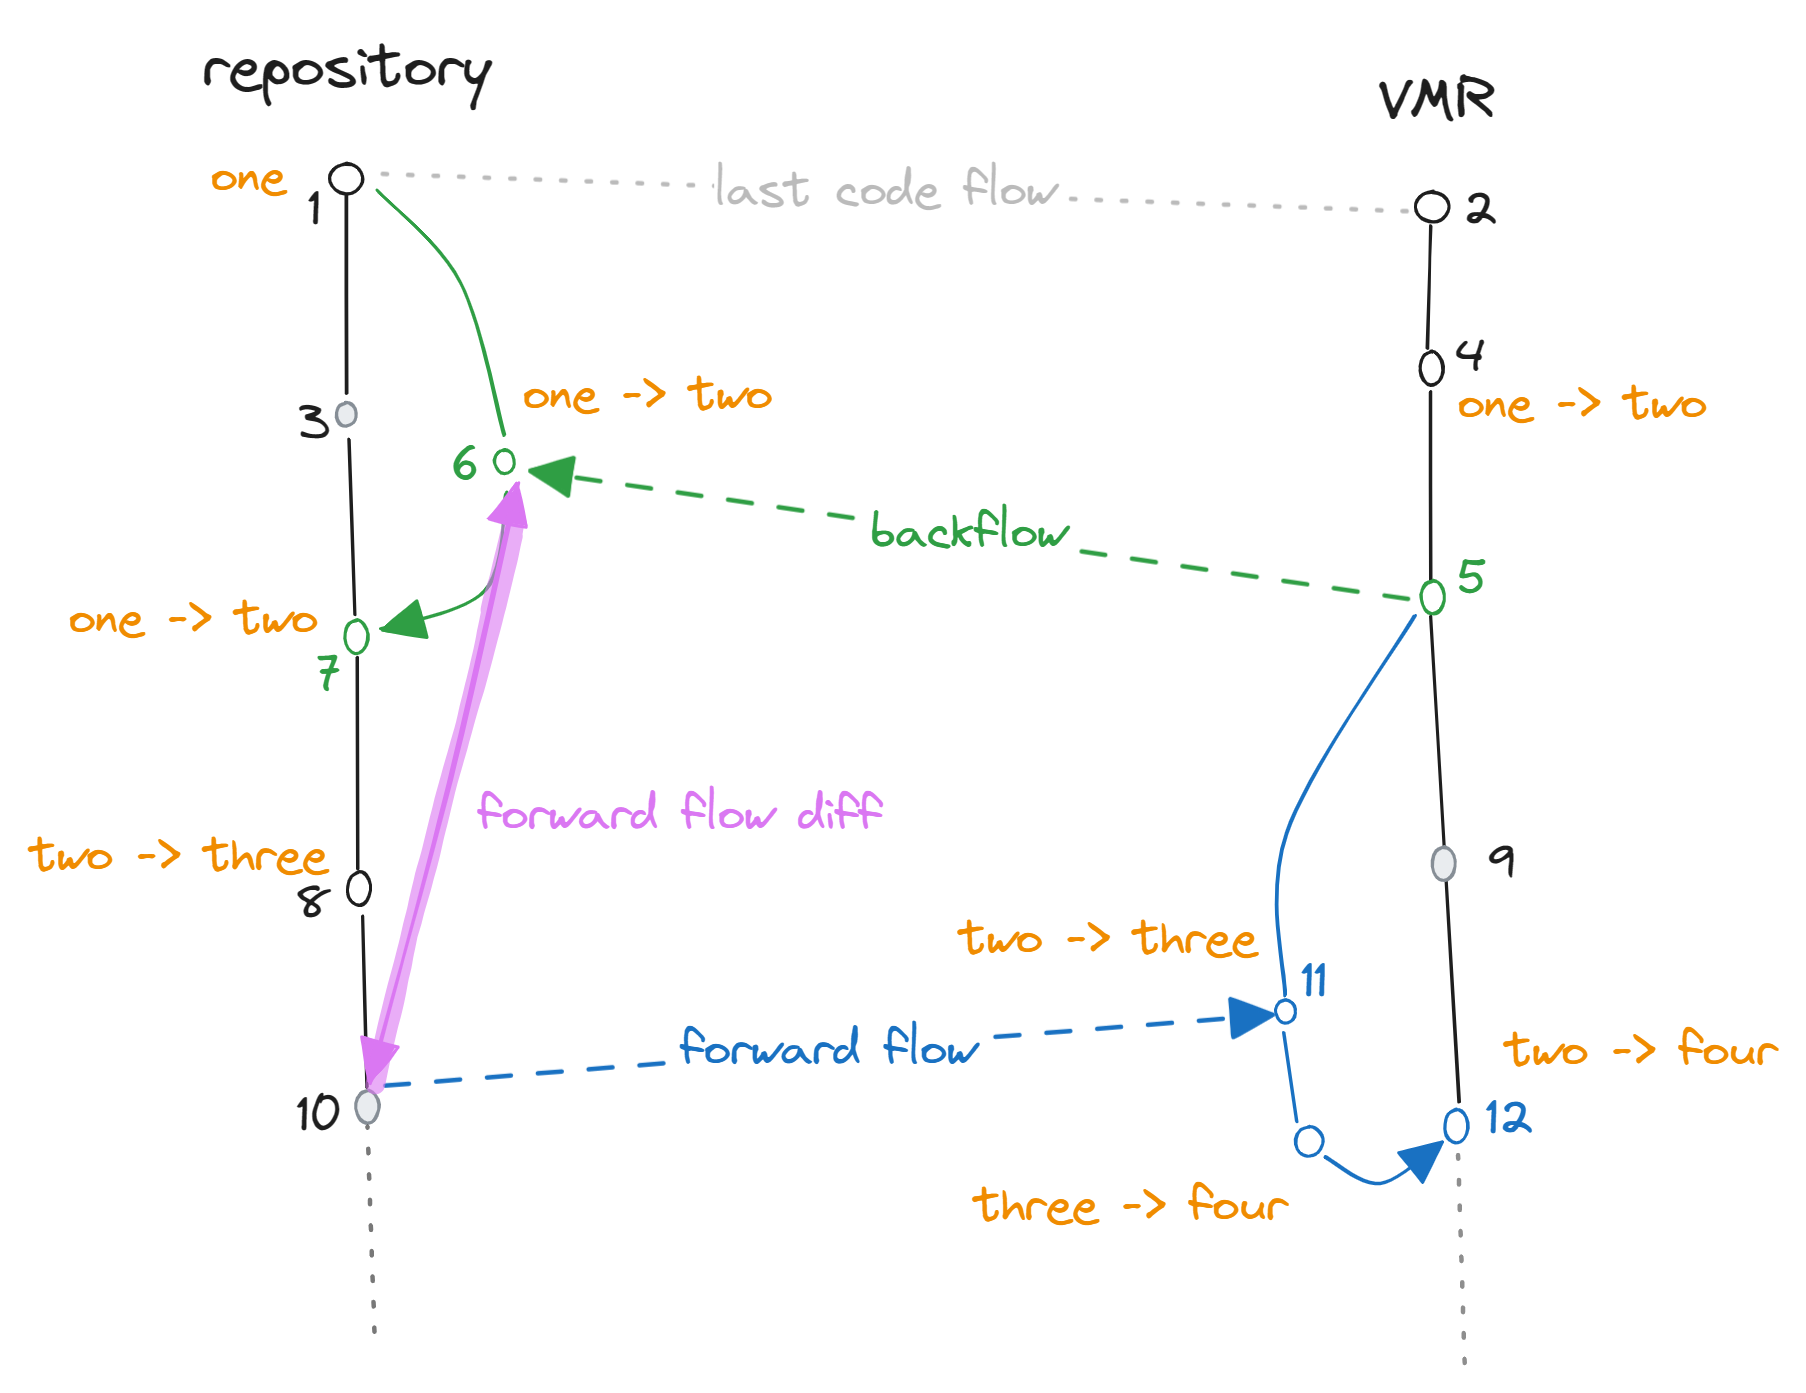 repository
VMR
one
1
last code flow
2
3
4
one -> two
one -> two
6
backflow
5
one -> two
7
forward flow diff
two -> three
8
9
two -> three
11
10
forward flow
two -> four
12
three -> four